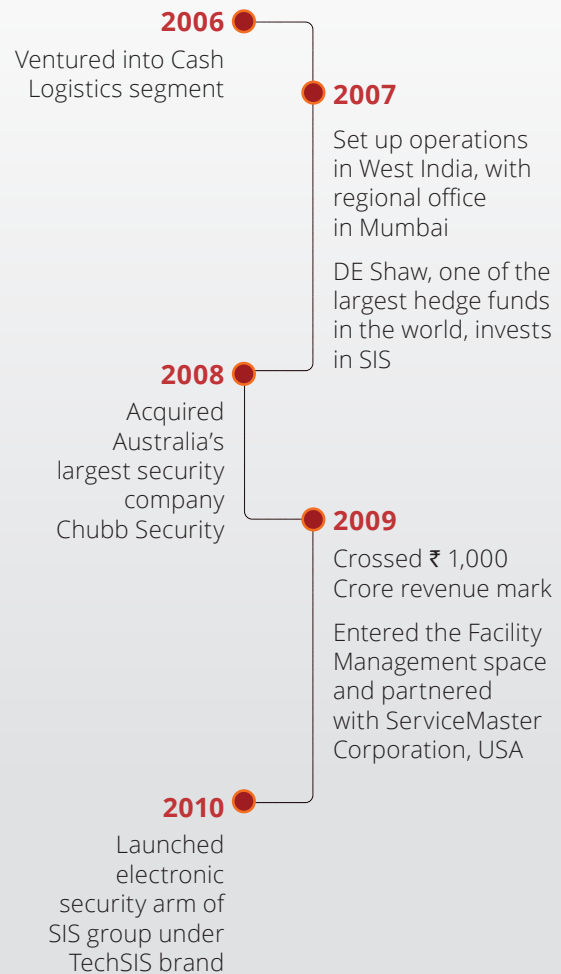 2006
Ventured into Cash
Logistics segment
2007
Set up operations
in West India, with
regional office
in Mumbai
DE Shaw, one of the
largest hedge funds
in the world, invests
in SIS
2008
Acquired
Australia’s
largest security
company
Chubb Security
2009
Crossed ₹ 1,000
Crore revenue mark
Entered the Facility
Management space
and partnered
with ServiceMaster
Corporation, USA
2010
Launched
electronic
security arm of
SIS group under
TechSIS brand